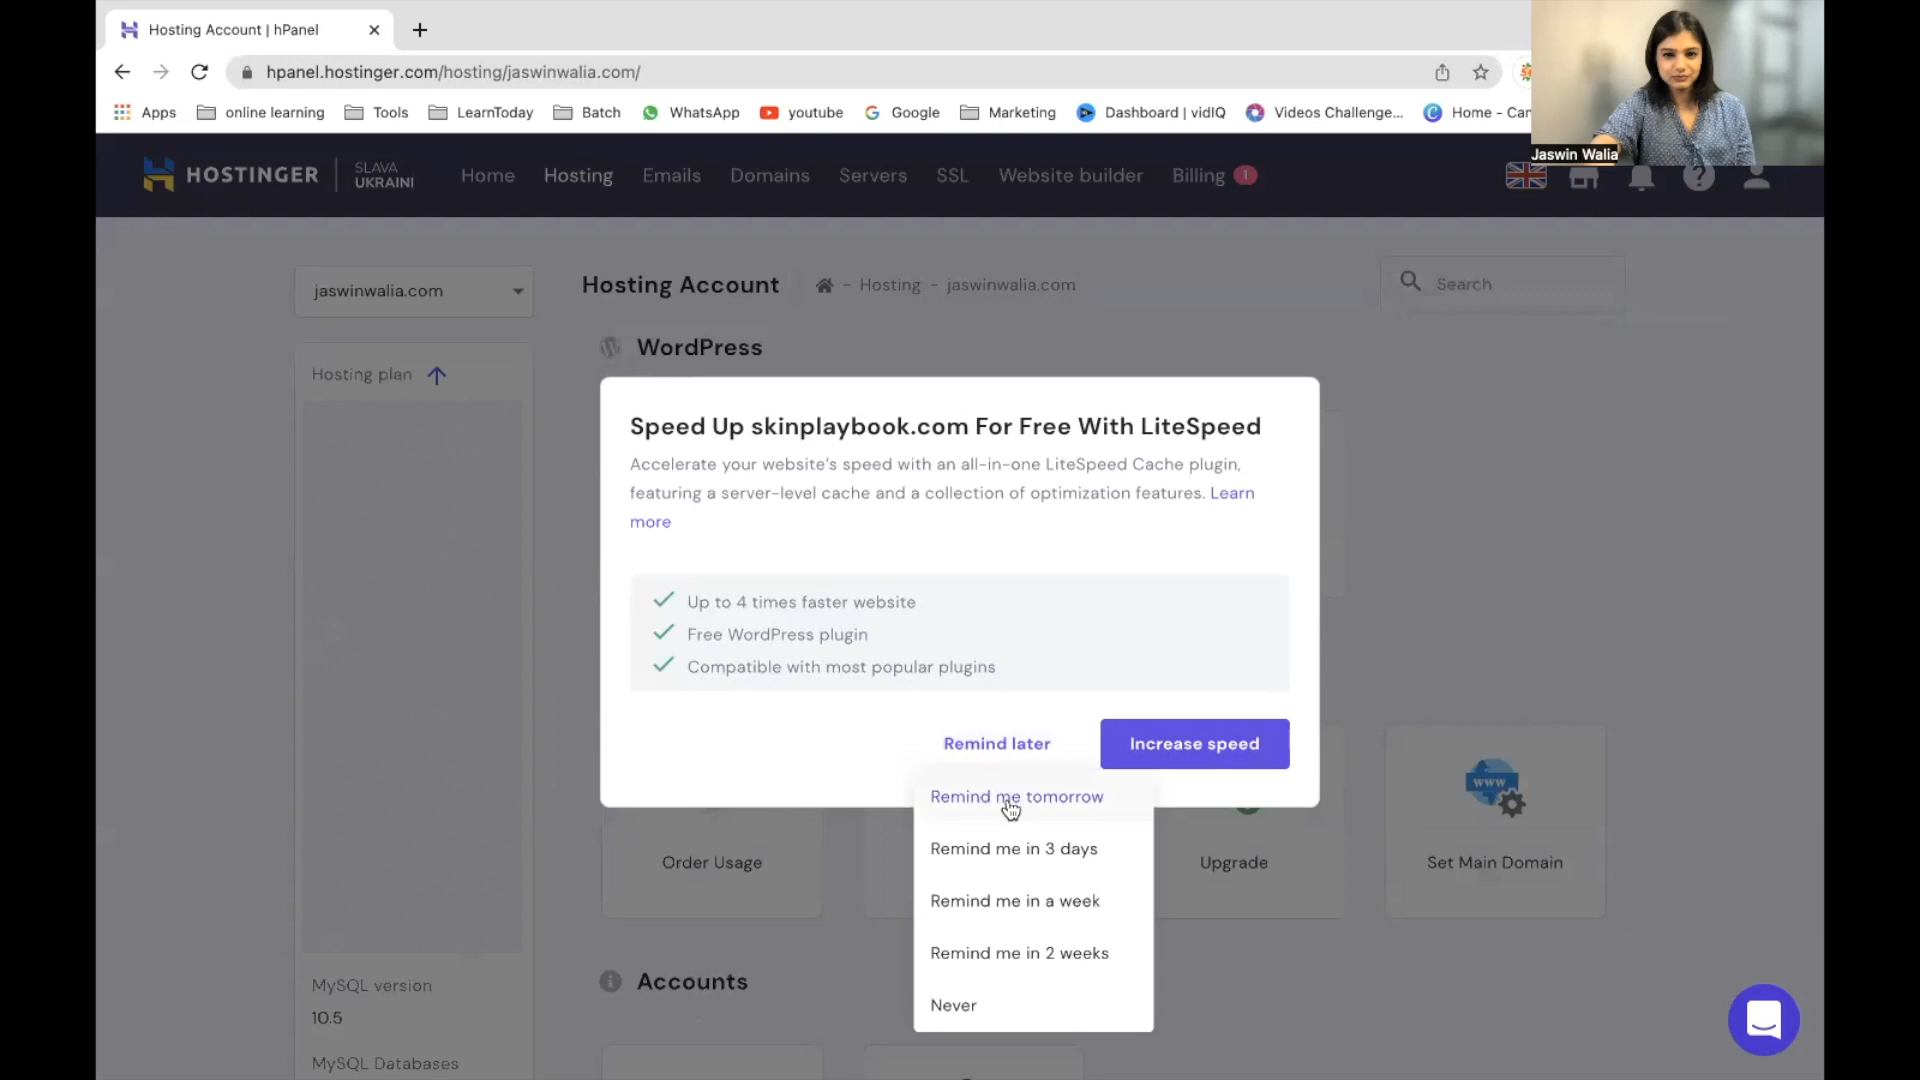 Hosting Account | hPanel
hpanel.hostinger.com/hosting/jaswinwalia.com/
Apps
online learning
Tools
LearnToday
Batch
WhatsApp
youtube
Google
Marketing
Dashboard | vidIQ
Videos Challenge...
Home - Can
Jaswin Walia
HOSTINGER
SLAVA
UKRAINI
Home
Hosting
Emails
Domains
Servers
SSL
Website builder
Billing 1
jaswinwalia.com
Hosting Account
- Hosting - jaswinwalia.com
Search
WordPress
Hosting plan
Speed Up skinplaybook.com For Free With LiteSpeed
Accelerate your website's speed with an all-in-one LiteSpeed Cache plugin,
featuring a server-level cache and a collection of optimization features. Learn
more
Up to 4 times faster website
Free WordPress plugin
Compatible with most popular plugins
Remind later
Increase speed
Remind me tomorrow
Remind me in 3 days
Remind me in a week
Remind me in 2 weeks
Never
Order Usage
Upgrade
www
Set Main Domain
Accounts
MySQL version
10.5
MySQL Databases